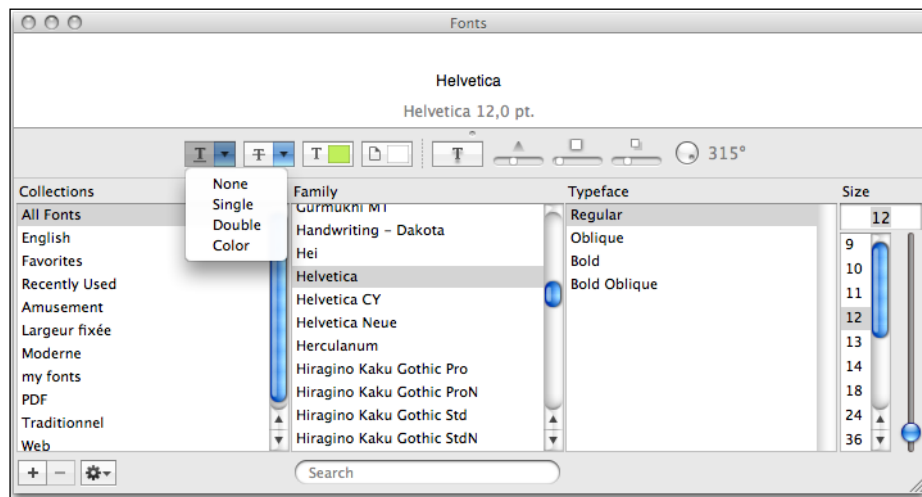 Fonts
Helvetica
Helvetica 12,0 pt.
T T T T 315°
None
Single
Double
Color
Collections
All Fonts
English
Favorites
Recently Used
Amusement
Largeur fixée
Moderne
my fonts
PDF
Traditionnel
Web
Family
Gurmukhi MT
Handwriting – Dakota
Hei
Helvetica
Helvetica CY
Helvetica Neue
Herculanum
Hiragino Kaku Gothic Pro
Hiragino Kaku Gothic ProN
Hiragino Kaku Gothic Std
Hiragino Kaku Gothic StdN
Typeface
Regular
Oblique
Bold
Bold Oblique
Size
12
9
10
11
12
13
14
18
24
36
Search